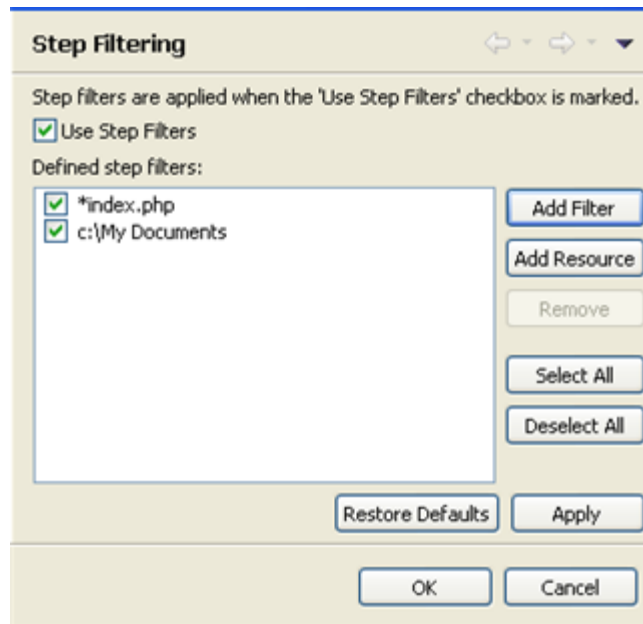 Step Filtering
Step filters are applied when the 'Use Step Filters' checkbox is marked.
Use Step Filters
Defined step filters:
*index.php
c:\My Documents
Add Filter
Add Resource
Remove
Select All
Deselect All
Restore Defaults
Apply
OK
Cancel